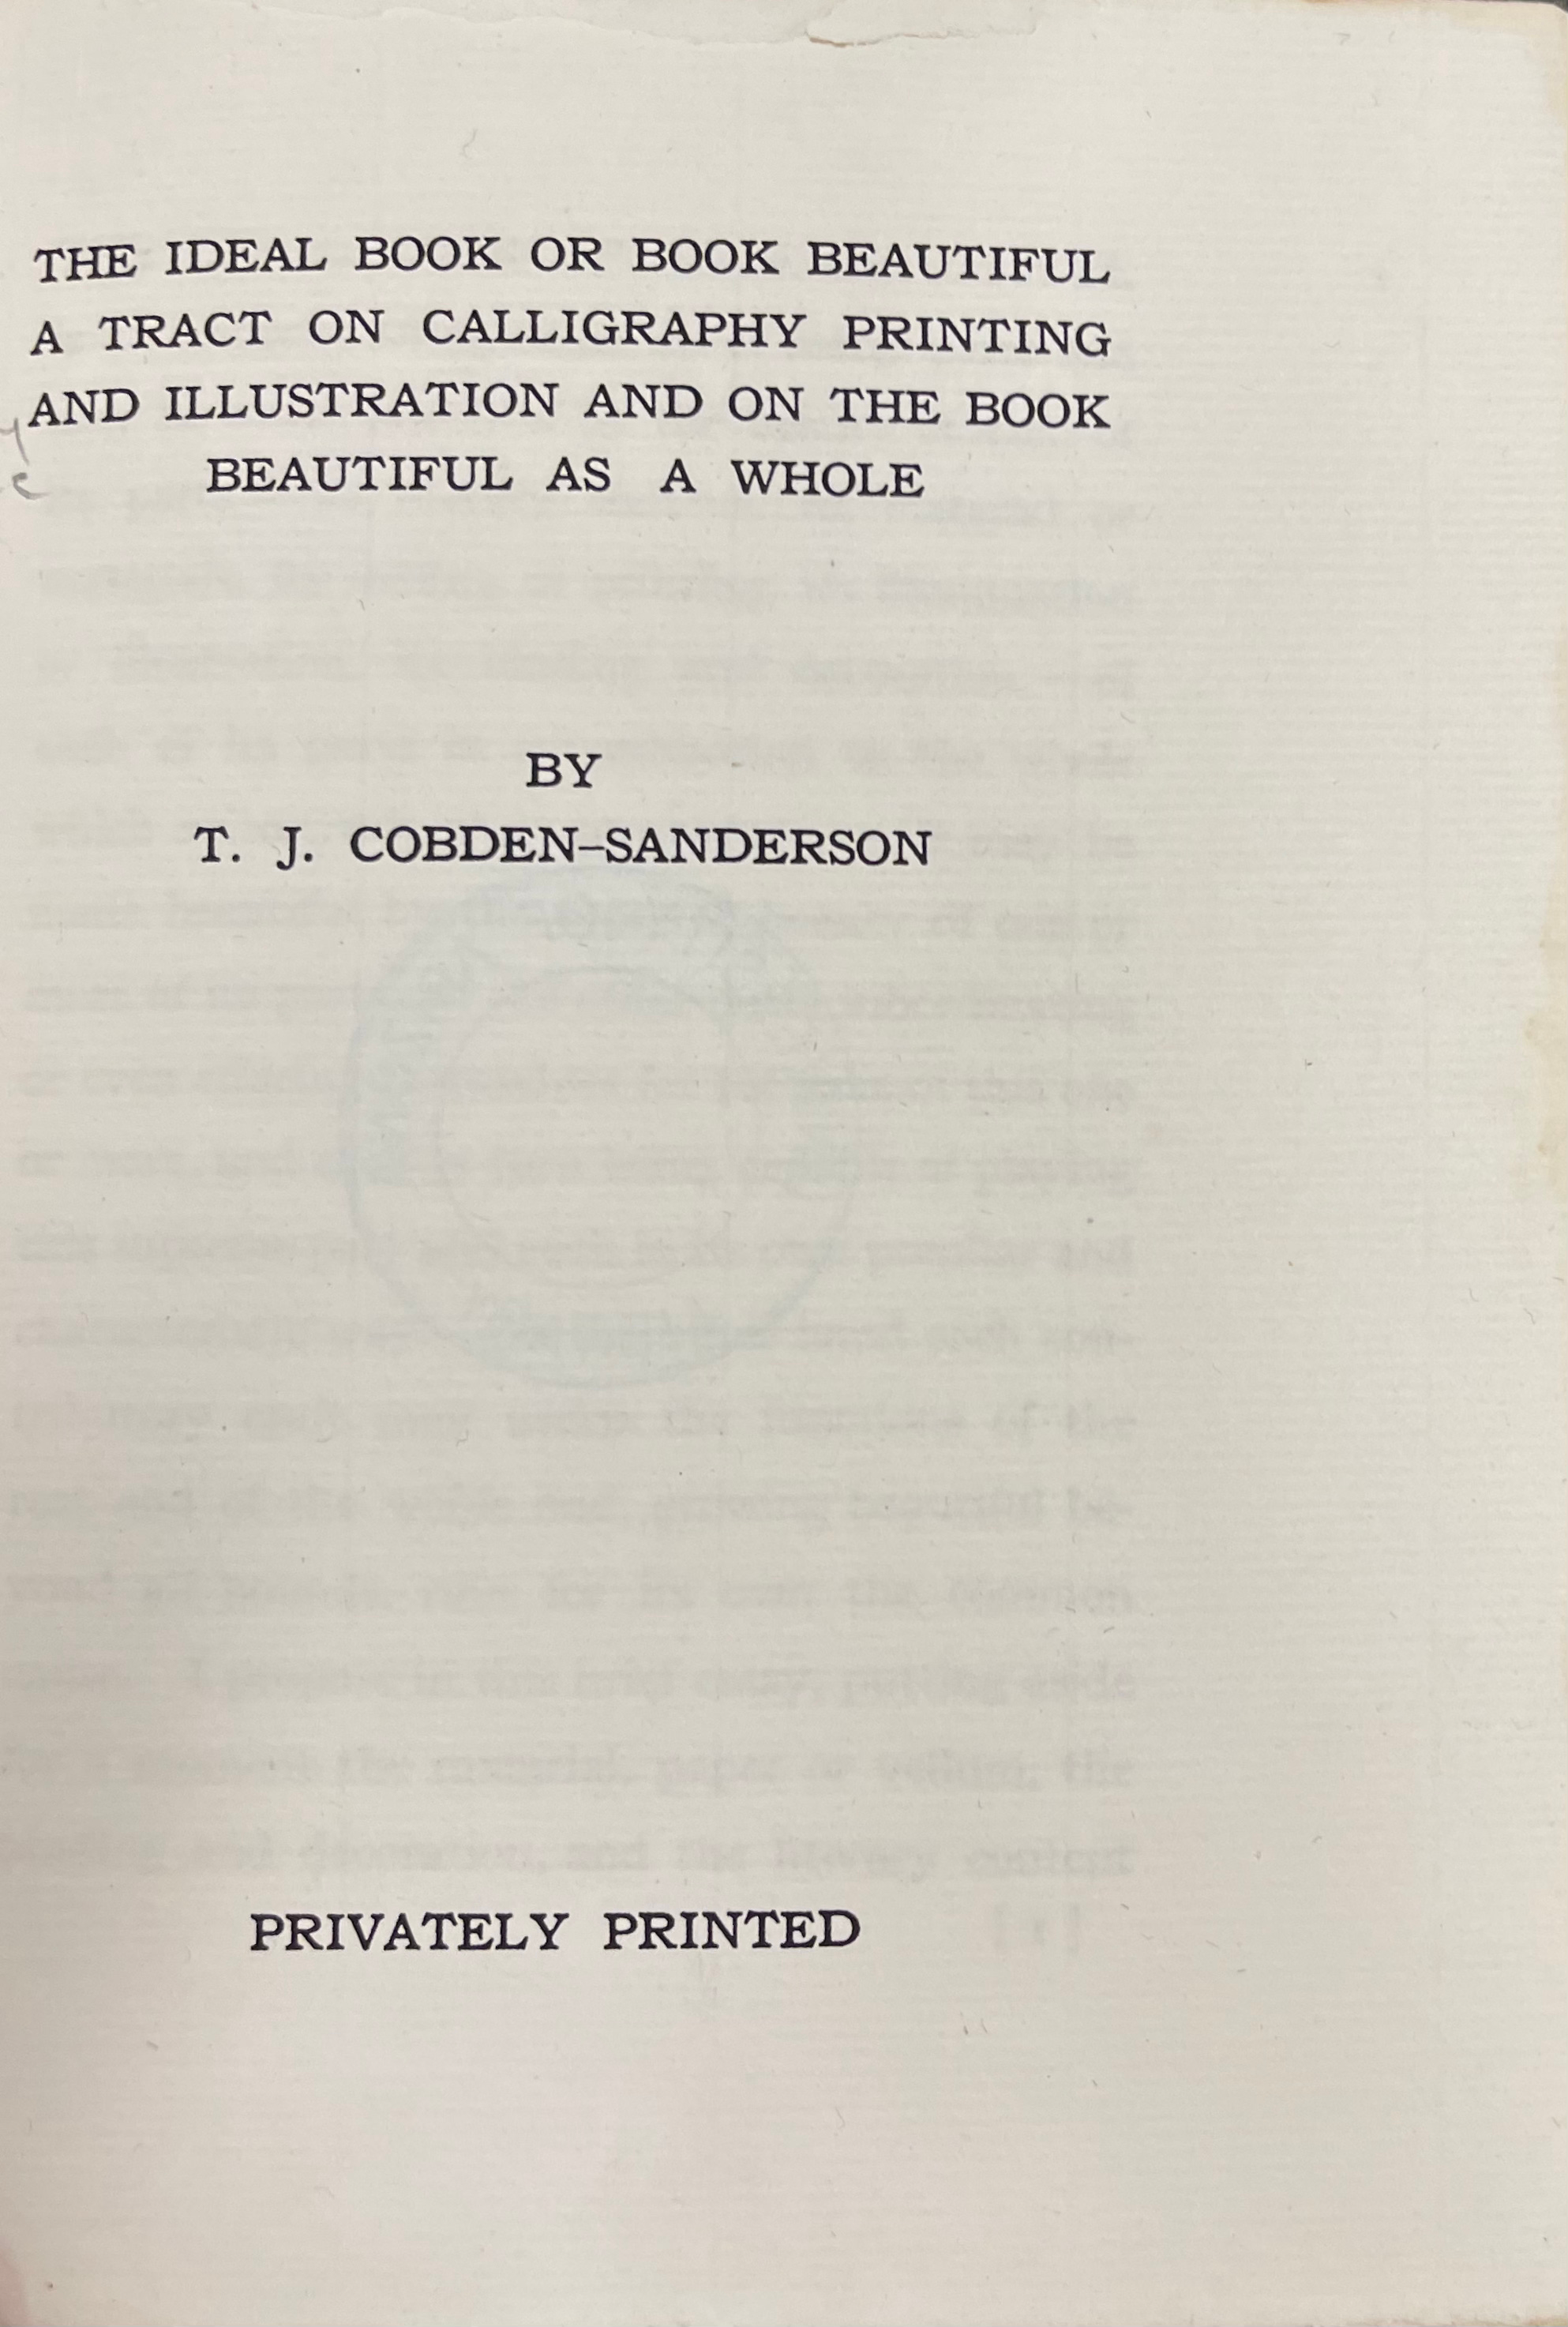 THE IDEAL BOOK OR BOOK BEAUTIFUL
A TRACT ON CALLIGRAPHY PRINTING
AND ILLUSTRATION AND ON THE BOOK
BEAUTIFUL AS A WHOLE
BY
T. J. COBDEN–SANDERSON
PRIVATELY PRINTED